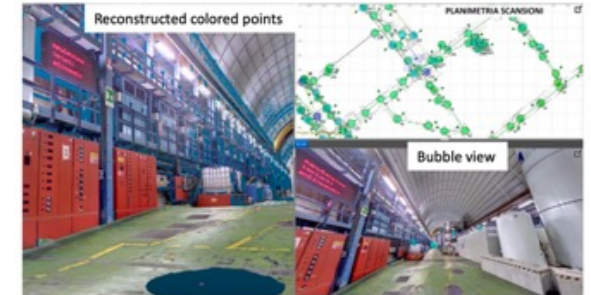 Reconstructed colored points
PLANIMETRIA SCANSIONI
Bubble view